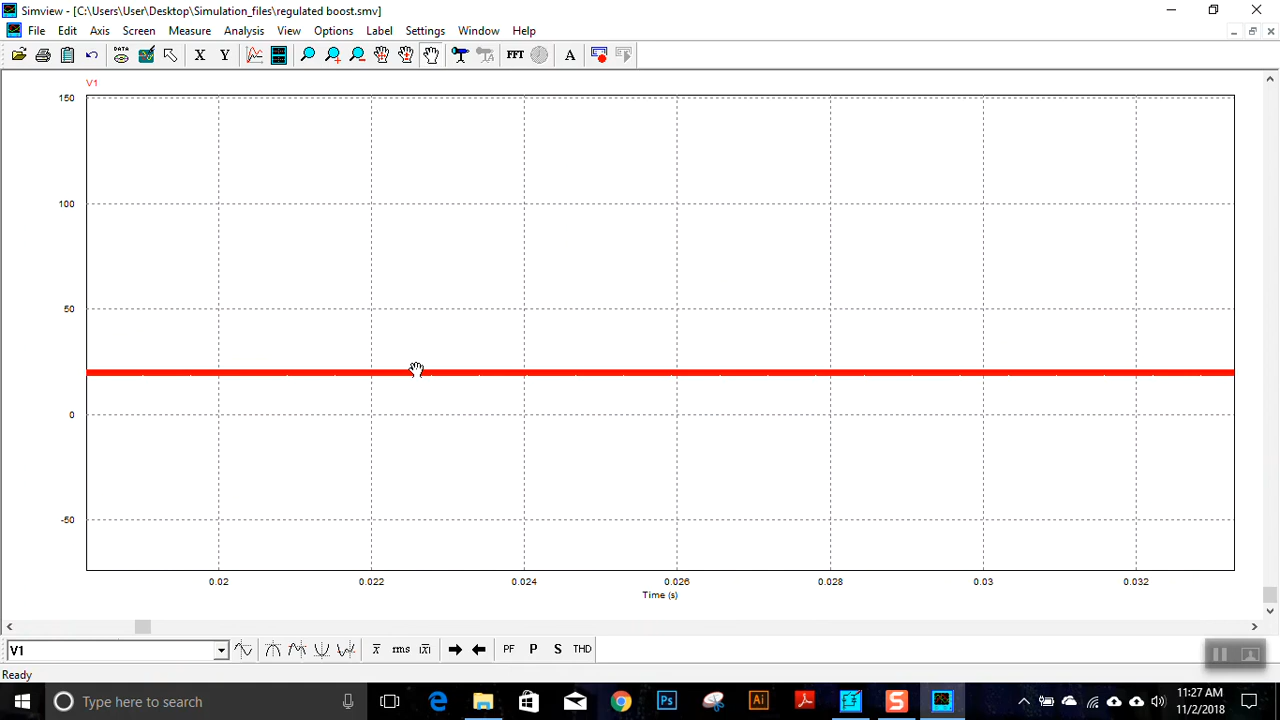 Simview - [C:\Users\User\Desktop\Simulation_files\regulated boost.smv]
File Edit Axis Screen Measure Analysis View Options Label Settings Window Help
DATA X Y FFT A
V1
150
100
50
0
-50
0.02 0.022 0.024 0.026 0.028 0.03 0.032
Time (s)
V1 x rms |x| PF P S THD
Ready
Type here to search Ps Ai S 11:27 AM
11/2/2018